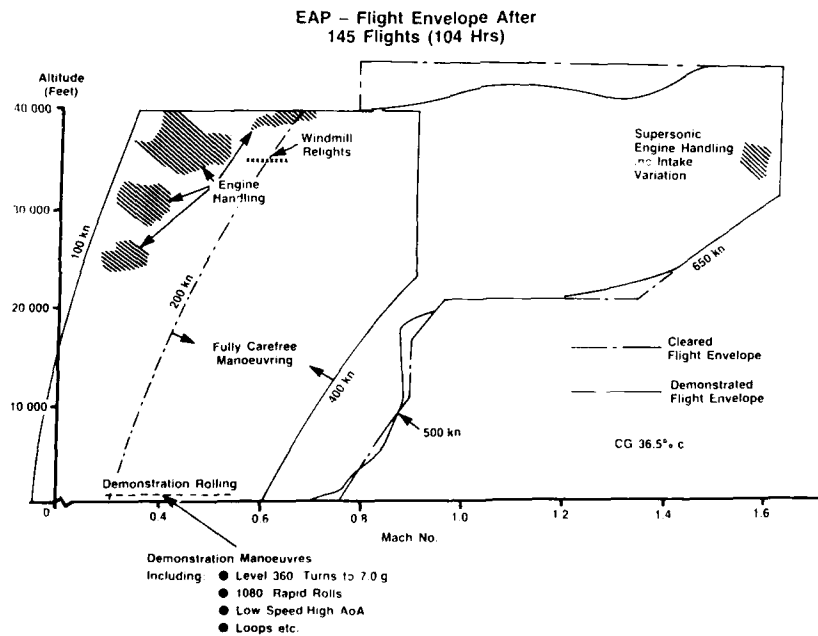 EAP – Flight Envelope After
145 Flights (104 Hrs)
Altitude
(Feet)
40 000
30 000
20 000
10 000
0
0.4
0.6
0.8
1.0
1.2
1.4
1.6
Mach No.
100 kn
200 kn
400 kn
500 kn
650 kn
Windmill
Relights
Engine
Handling
Supersonic
Engine Handling
Intake
Variation
Fully Carefree
Manoeuvring
Cleared
Flight Envelope
Demonstrated
Flight Envelope
CG 36.5% c
Demonstration Rolling
Demonstration Manoeuvres
Including: ● Level 360 Turns to 7.0 g
● 1080 Rapid Rolls
● Low Speed High AoA
● Loops etc.